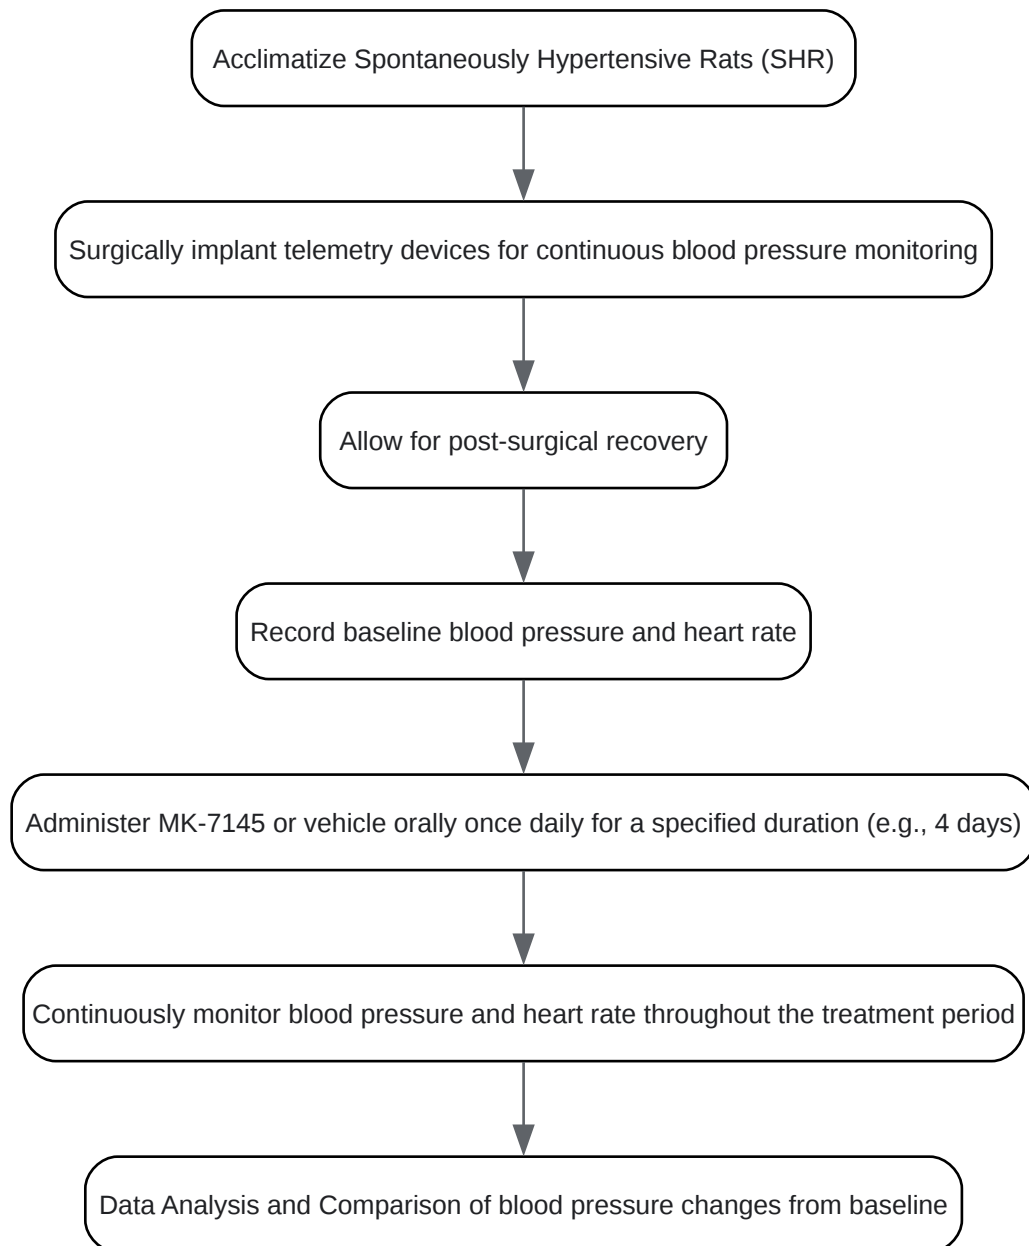 Acclimatize Spontaneously Hypertensive Rats (SHR)
Surgically implant telemetry devices for continuous blood pressure monitoring
Allow for post-surgical recovery
Record baseline blood pressure and heart rate
Administer MK-7145 or vehicle orally once daily for a specified duration (e.g., 4 days)
Continuously monitor blood pressure and heart rate throughout the treatment period
Data Analysis and Comparison of blood pressure changes from baseline